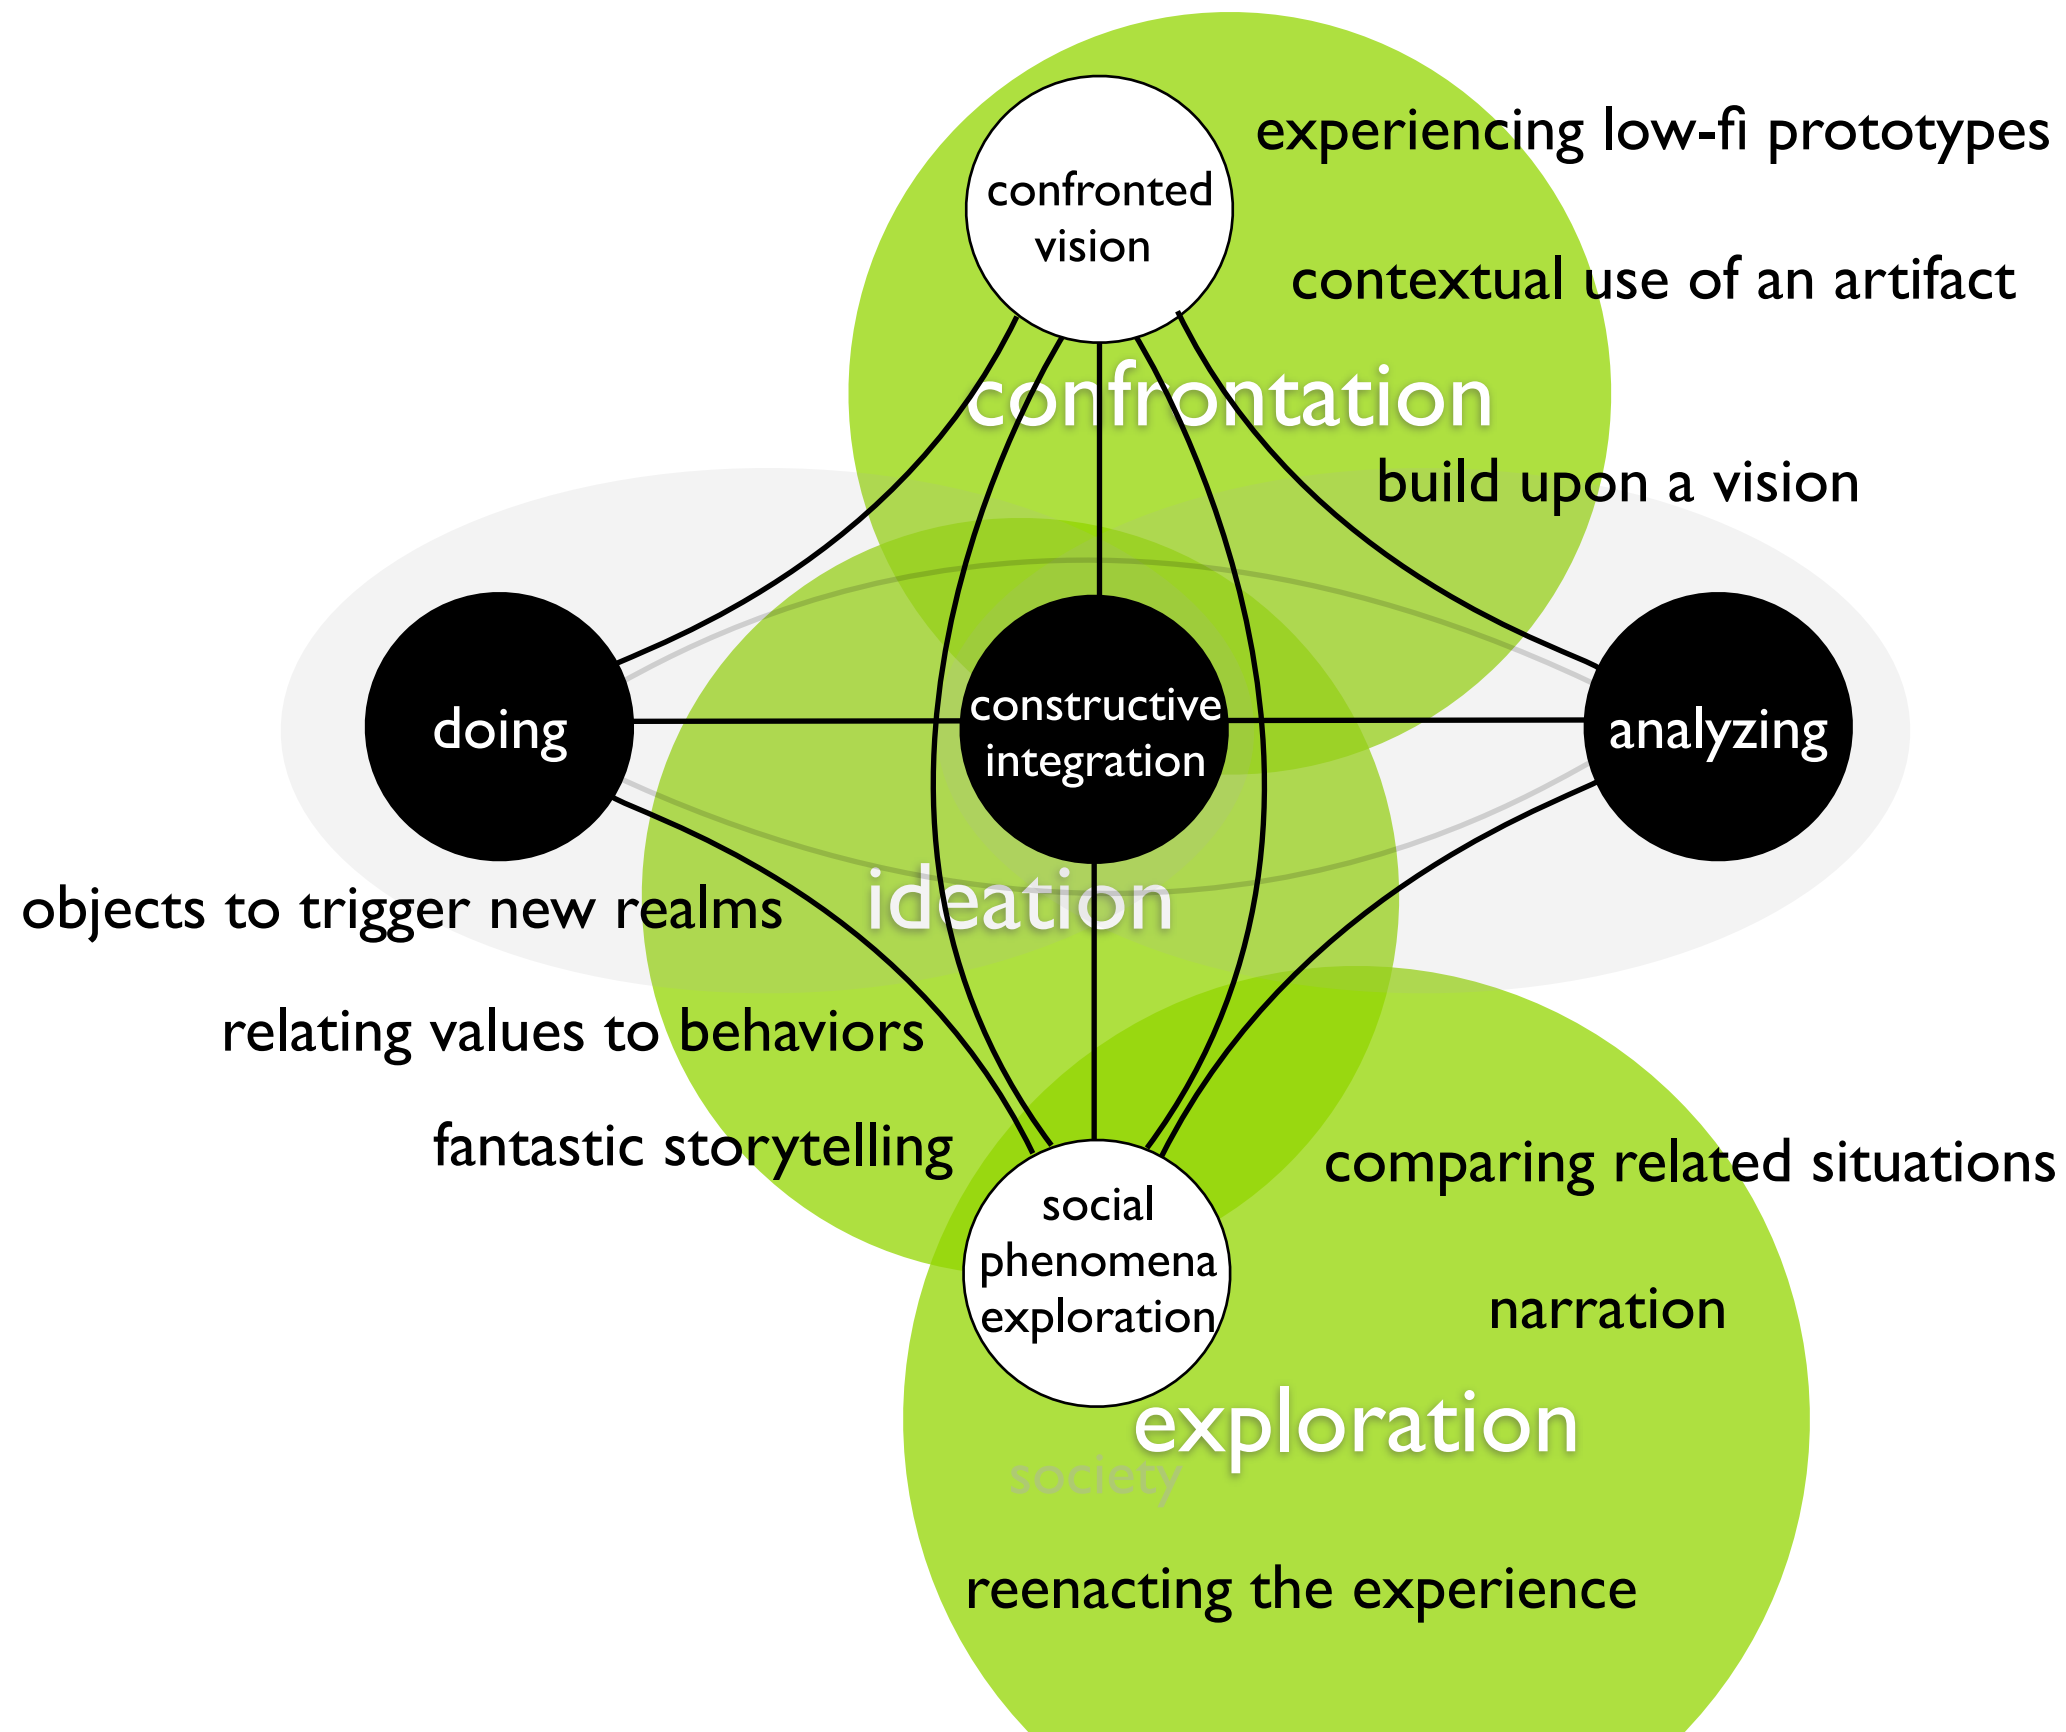 experiencing low-fi prototypes
confronted
vision
contextual use of an artifact
confrontation
build upon a vision
doing
constructive
integration
analyzing
ideation
objects to trigger new realms
relating values to behaviors
fantastic storytelling
comparing related situations
social
phenomena
exploration
narration
exploration
society
reenacting the experience